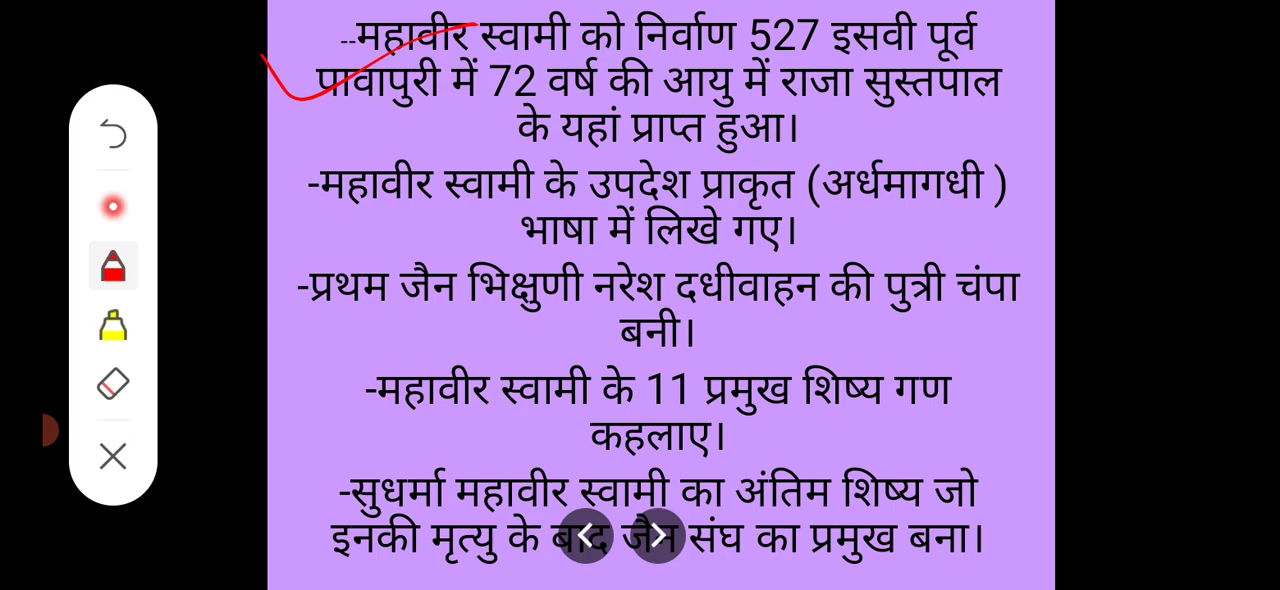 --महावीर स्वामी को निर्वाण 527 इसवी पूर्व
पावापुरी में 72 वर्ष की आयु में राजा सुस्तपाल
के यहां प्राप्त हुआ।
-महावीर स्वामी के उपदेश प्राकृत (अर्धमागधी )
भाषा में लिखे गए।
-प्रथम जैन भिक्षुणी नरेश दधीवाहन की पुत्री चंपा
बनी।
-महावीर स्वामी के 11 प्रमुख शिष्य गण
कहलाए।
-सुधर्मा महावीर स्वामी का अंतिम शिष्य जो
इनकी मृत्यु के बाद जैन संघ का प्रमुख बना।